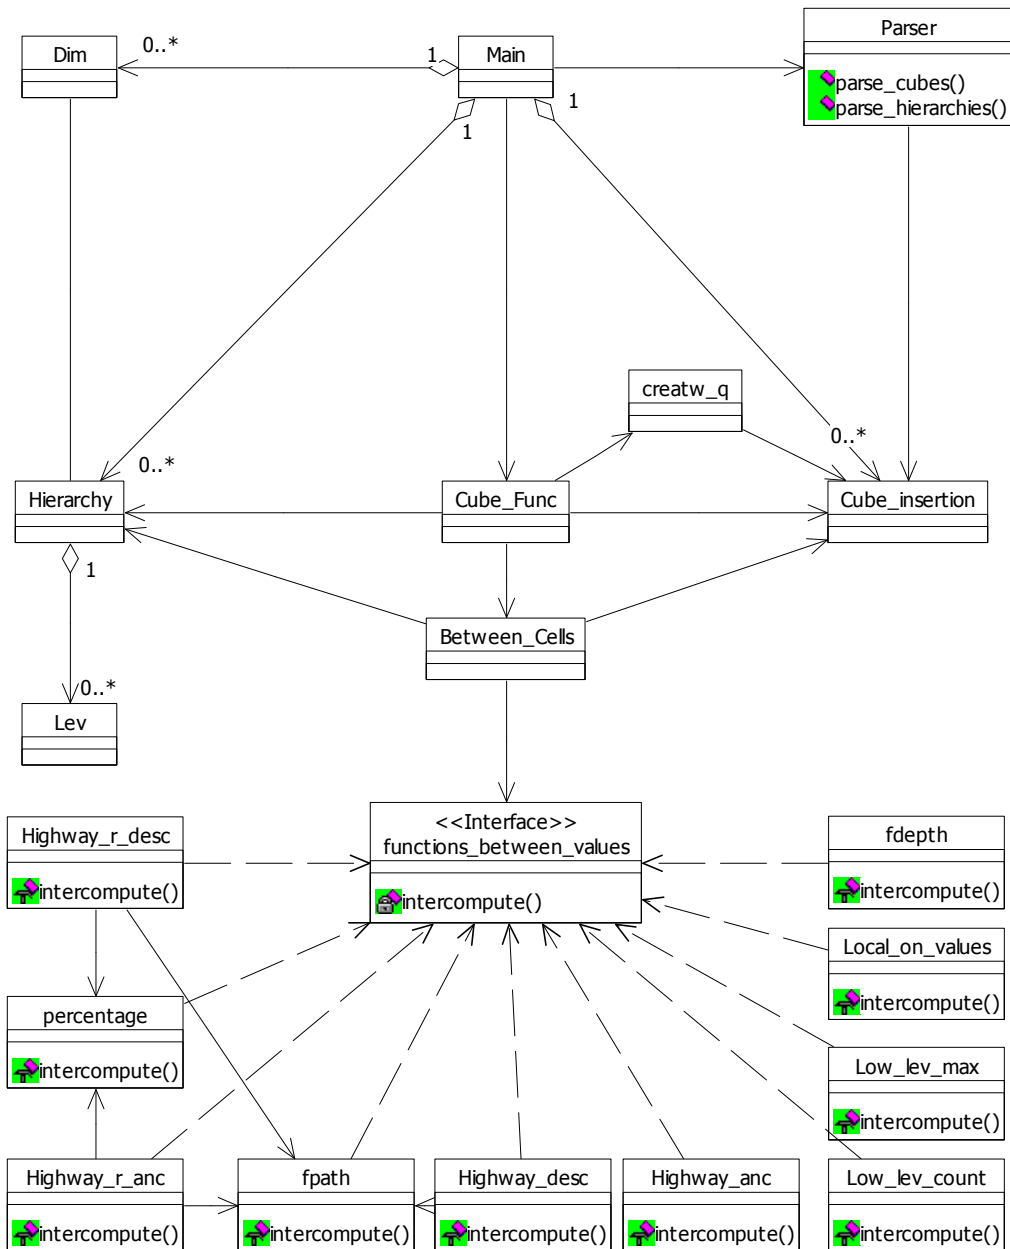 Parser
Dim
0..*
1
Main
parse_cubes()
parse_hierarchies()
1
1
creatw_q
0..*
0..*
Hierarchy
Cube_Func
Cube_insertion
1
Between_Cells
0..*
Lev
<<Interface>>
functions_between_values
intercompute()
Highway_r_desc
intercompute()
fdepth
intercompute()
Local_on_values
intercompute()
percentage
intercompute()
Low_lev_max
intercompute()
Highway_r_anc
intercompute()
fpath
intercompute()
Highway_desc
intercompute()
Highway_anc
intercompute()
Low_lev_count
intercompute()